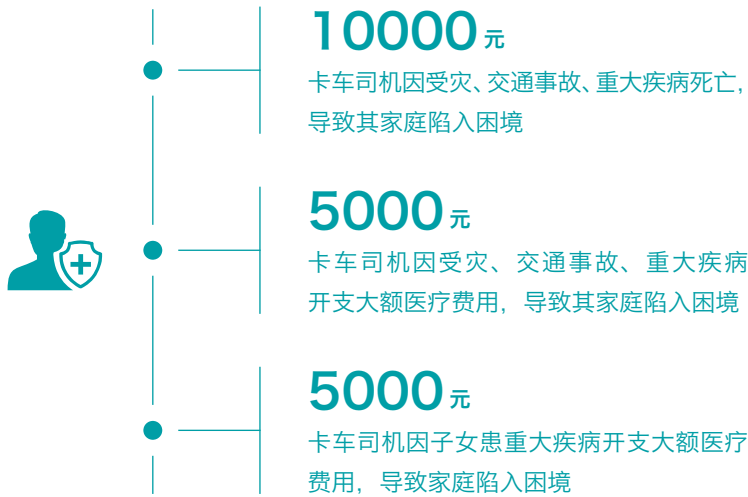 10000元
卡车司机因受灾、交通事故、重大疾病死亡，
导致其家庭陷入困境
5000元
卡车司机因受灾、交通事故、重大疾病
开支大额医疗费用，导致其家庭陷入困境
5000元
卡车司机因子女患重大疾病开支大额医疗
费用，导致家庭陷入困境